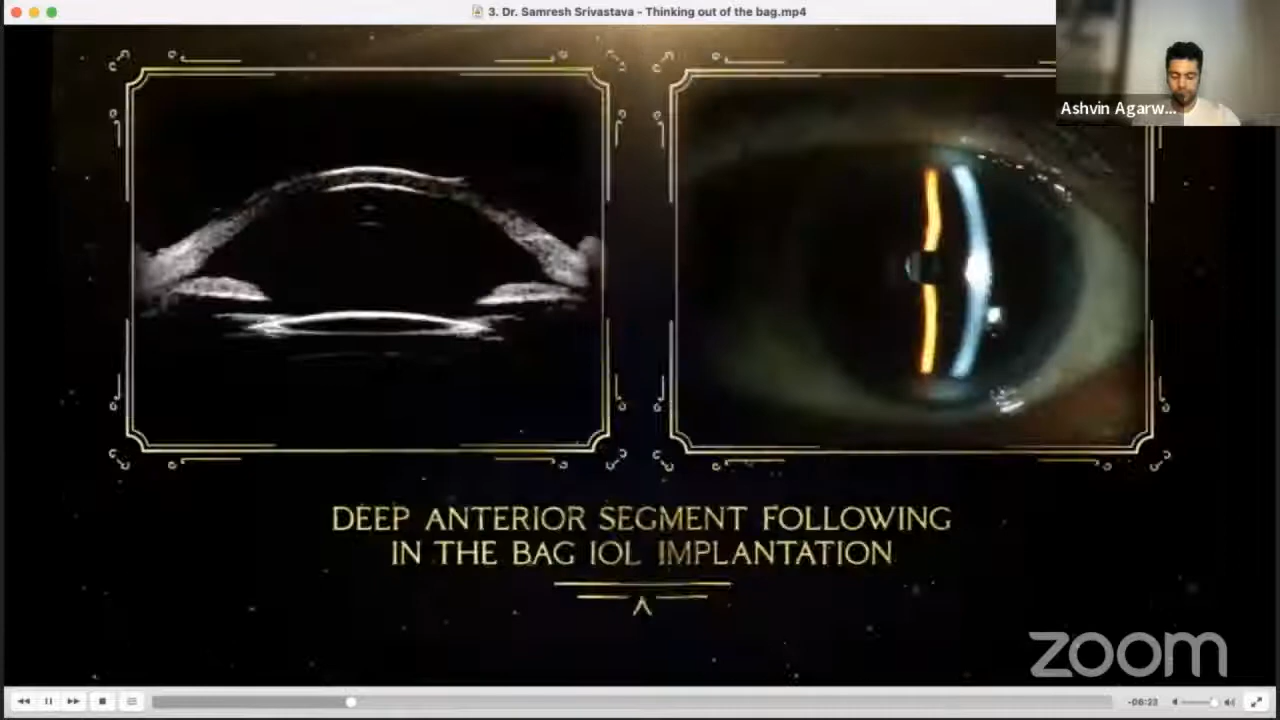 3. Dr. Samresh Srivastava - Thinking out of the bag.mp4
Ashvin Agarw...
DEEP ANTERIOR SEGMENT FOLLOWING
IN THE BAG IOL IMPLANTATION
zoom
-06:23